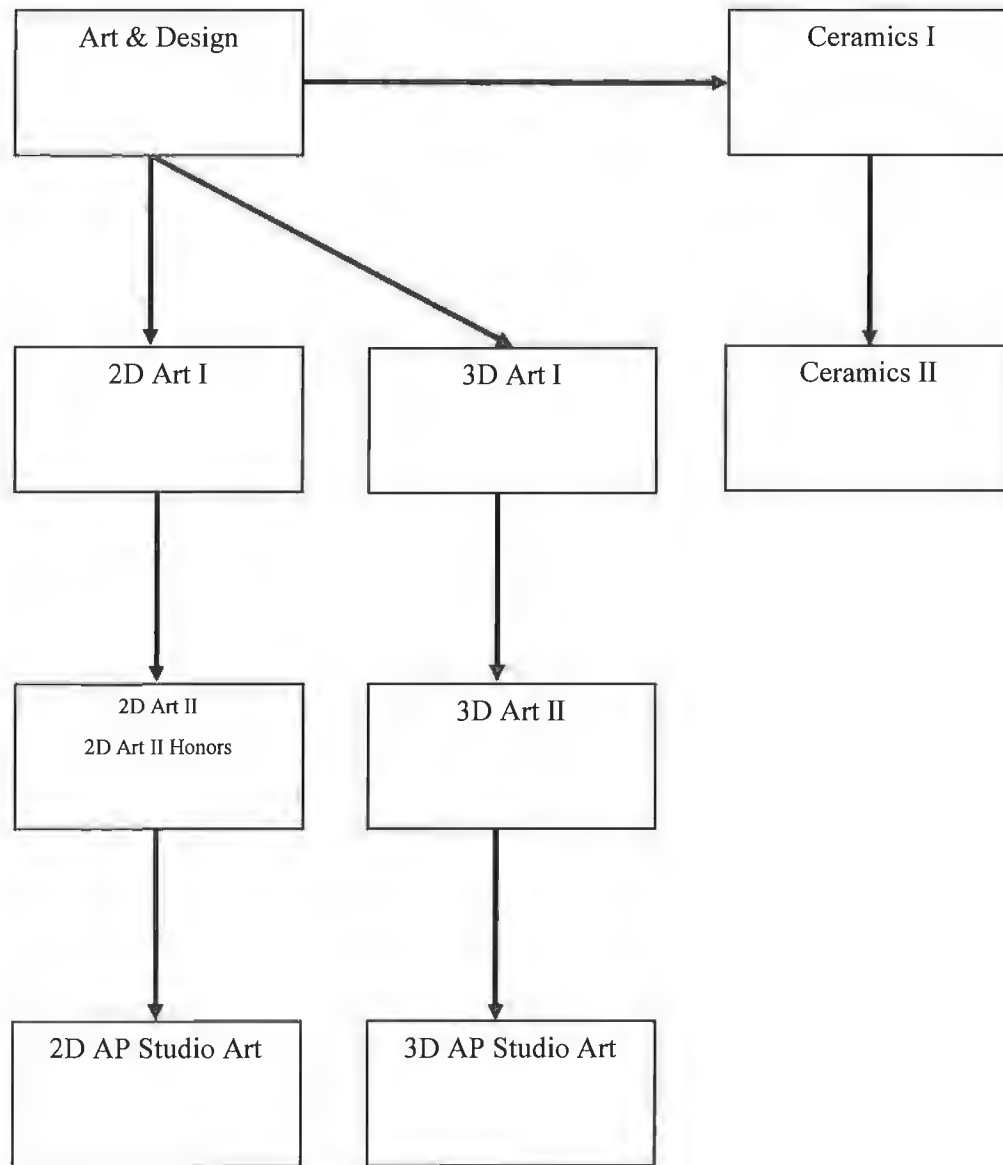 Art & Design
Ceramics I
2D Art I
3D Art I
Ceramics II
2D Art II
2D Art II Honors
3D Art II
2D AP Studio Art
3D AP Studio Art